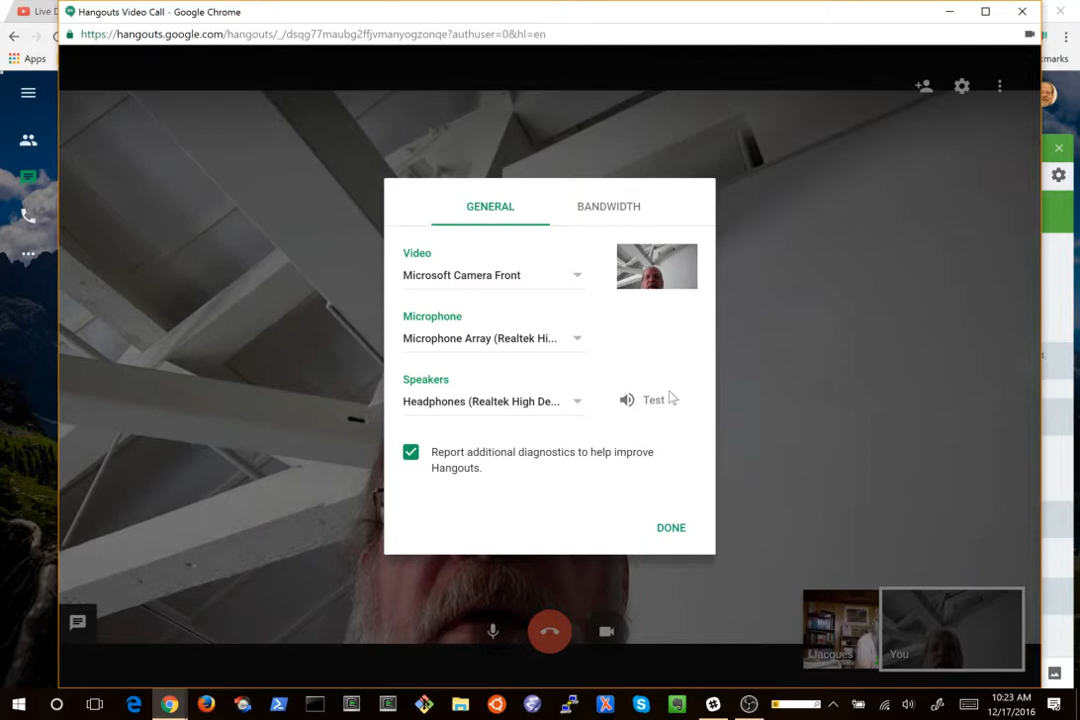 Live D
Hangouts Video Call - Google Chrome
https://hangouts.google.com/hangouts/_/dsqg77maubg2ffjvmanyogzonqe?authuser=0&hl=en
Apps
marks
GENERAL
BANDWIDTH
Video
Microsoft Camera Front
Microphone
Microphone Array (Realtek Hi...
Speakers
Headphones (Realtek High De...
Test
Report additional diagnostics to help improve
Hangouts.
DONE
Jacques
You
10:23 AM
12/17/2016